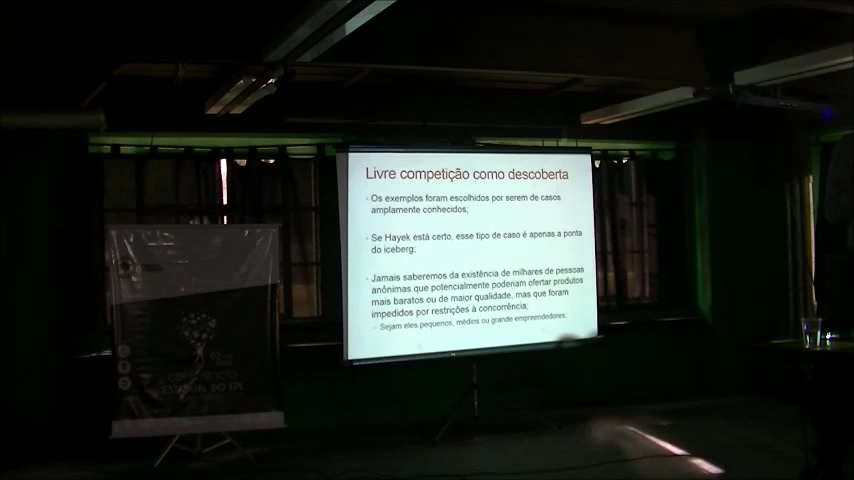 Livre competição como descoberta
Os exemplos foram escolhidos por serem de casos
amplamente conhecidos;
Se Hayek está certo, esse tipo de caso é apenas a ponta
do iceberg;
Jamais saberemos da existência de milhares de pessoas
anônimas que potencialmente poderiam ofertar produtos
mais baratos ou de maior qualidade, mas que foram
impedidos por restrições à concorrência;
Sejam eles pequenos, médios ou grande empreendedores;
ESTADUAL DO EPL